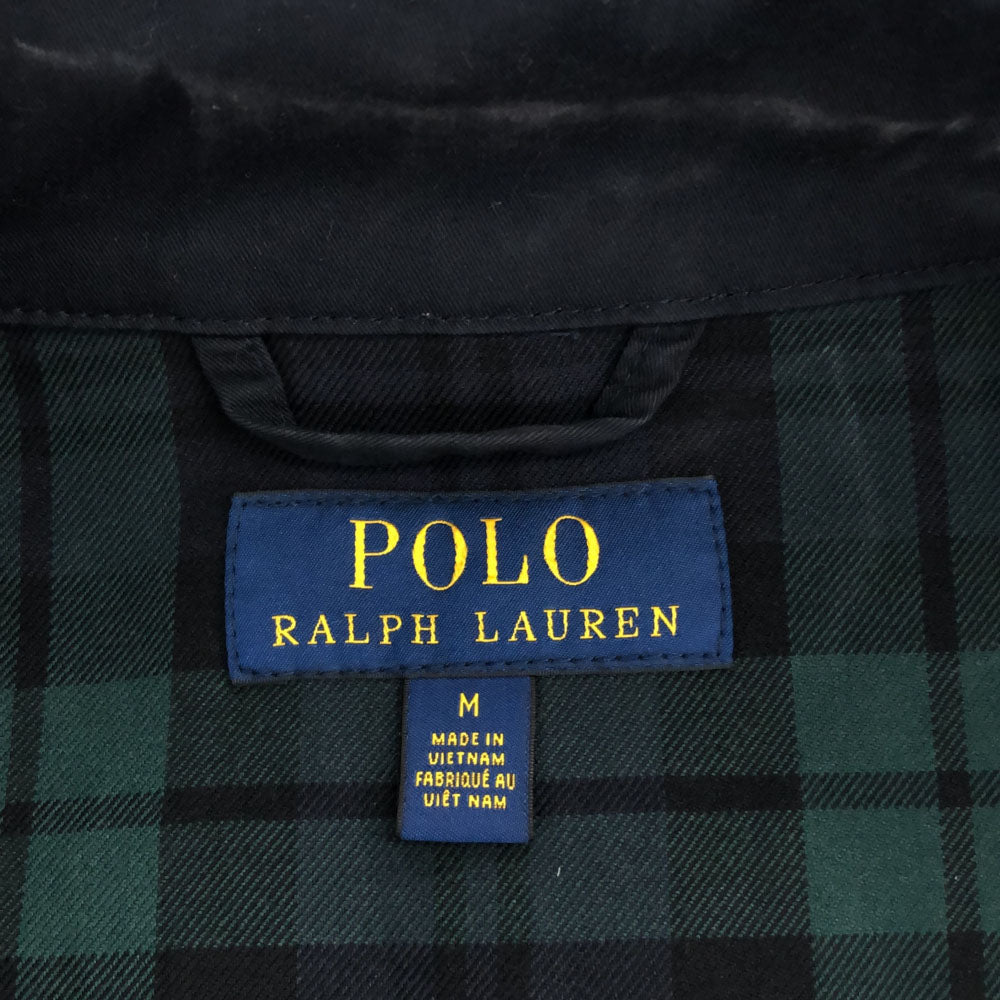 POLO
RALPH LAUREN
M
MADE IN
VIETNAM
FABRIQUÉ AU
VIÊT NAM